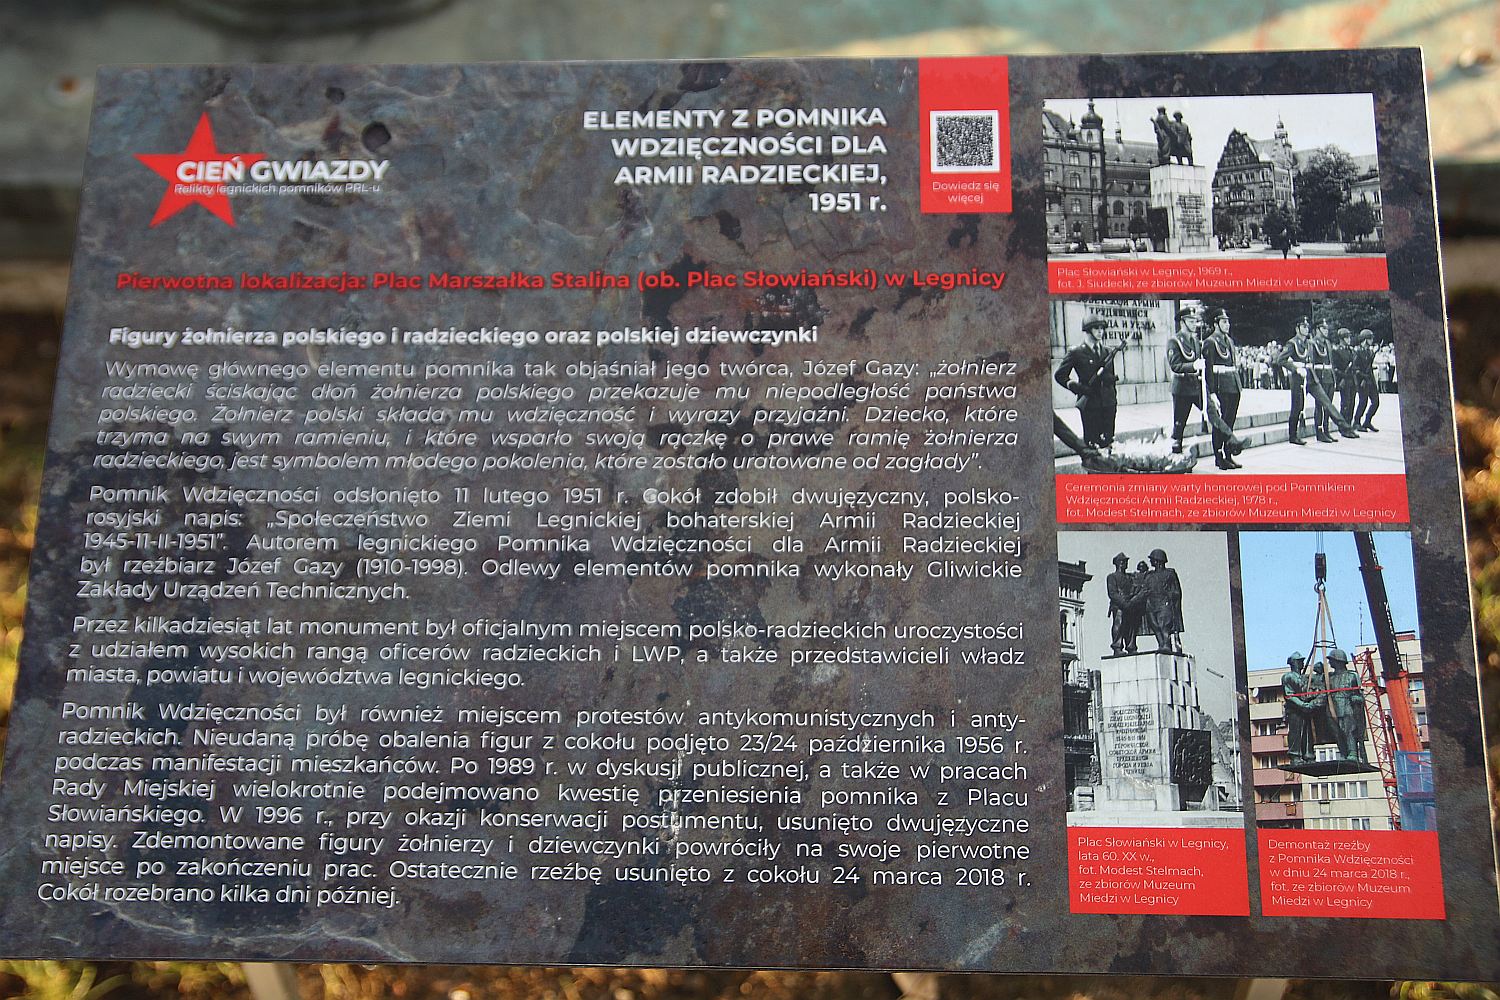 CIEŃ GWIAZDY
Relikty legnickich pomników PRL-u
ELEMENTY Z POMNIKA
WDZIĘCZNOŚCI DLA
ARMII RADZIECKIEJ,
1951 r.
Dowiedz się
więcej
Pierwotna lokalizacja: Plac Marszałka Stalina (ob. Plac Słowiański) w Legnicy
Figury żołnierza polskiego i radzieckiego oraz polskiej dziewczynki
Wymowę głównego elementu pomnika tak objaśniał jego twórca, Józef Gazy: „żołnierz
radziecki ściskając dłoń żołnierza polskiego przekazuje mu niepodległość państwa
polskiego. Żołnierz polski składa mu wdzięczność i wyrazy przyjaźni. Dziecko, które
trzyma na swym ramieniu, i które wsparło swoją rączkę o prawe ramię żołnierza
radzieckiego, jest symbolem młodego pokolenia, które zostało uratowane od zagłady”.
Pomnik Wdzięczności odsłonięto 11 lutego 1951 r. Cokół zdobił dwujęzyczny, polsko-
rosyjski napis: „Społeczeństwo Ziemi Legnickiej bohaterskiej Armii Radzieckiej
1945-11-II-1951”. Autorem legnickiego Pomnika Wdzięczności dla Armii Radzieckiej
był rzeźbiarz Józef Gazy (1910-1998). Odlewy elementów pomnika wykonały Gliwickie
Zakłady Urządzeń Technicznych.
Przez kilkadziesiąt lat monument był oficjalnym miejscem polsko-radzieckich uroczystości
z udziałem wysokich rangą oficerów radzieckich i LWP, a także przedstawicieli władz
miasta, powiatu i województwa legnickiego.
Pomnik Wdzięczności był również miejscem protestów antykomunistycznych i anty-
radzieckich. Nieudaną próbę obalenia figur z cokołu podjęto 23/24 października 1956 r.
podczas manifestacji mieszkańców. Po 1989 r. w dyskusji publicznej, a także w pracach
Rady Miejskiej wielokrotnie podejmowano kwestię przeniesienia pomnika z Placu
Słowiańskiego. W 1996 r., przy okazji konserwacji postumentu, usunięto dwujęzyczne
napisy. Zdemontowane figury żołnierzy i dziewczynki powróciły na swoje pierwotne
miejsce po zakończeniu prac. Ostatecznie rzeźbę usunięto z cokołu 24 marca 2018 r.
Cokół rozebrano kilka dni później.
Plac Słowiański w Legnicy, 1969 r.,
fot. J. Siudecki, ze zbiorów Muzeum Miedzi w Legnicy
СОВЕТСКОЙ АРМИИ
ТРУДЯЩИЕСЯ
ГОРОДА И УЕЗДА
ЛЕГНИЦЫ
Ceremonia zmiany warty honorowej pod Pomnikiem
Wdzięczności Armii Radzieckiej, 1978 r.,
fot. Modest Stelmach, ze zbiorów Muzeum Miedzi w Legnicy
Plac Słowiański w Legnicy,
lata 60. XX w.,
fot. Modest Stelmach,
ze zbiorów Muzeum
Miedzi w Legnicy
Demontaż rzeźby
z Pomnika Wdzięczności
w dniu 24 marca 2018 r.,
fot. ze zbiorów Muzeum
Miedzi w Legnicy